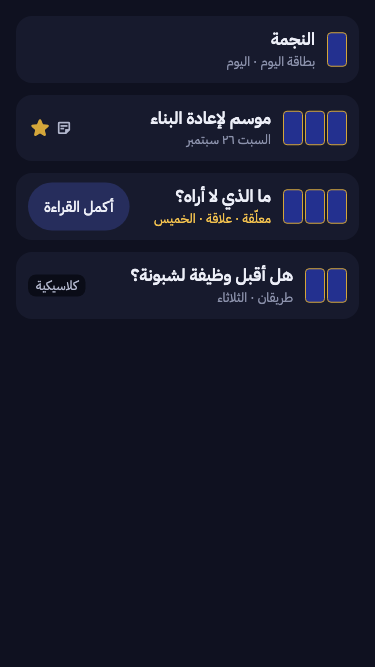 النجمة
بطاقة اليوم · اليوم
موسم لإعادة البناء
السبت ٢٦ سبتمبر
ما الذي لا أراه؟
معلّقة · علاقة · الخميس
أكمل القراءة
هل أقبل وظيفة لشبونة؟
طريقان · الثلاثاء
كلاسيكية